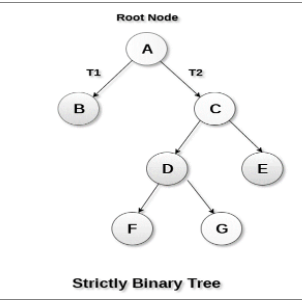 Root Node
A
T1 T2
B C
D E
F G
Strictly Binary Tree